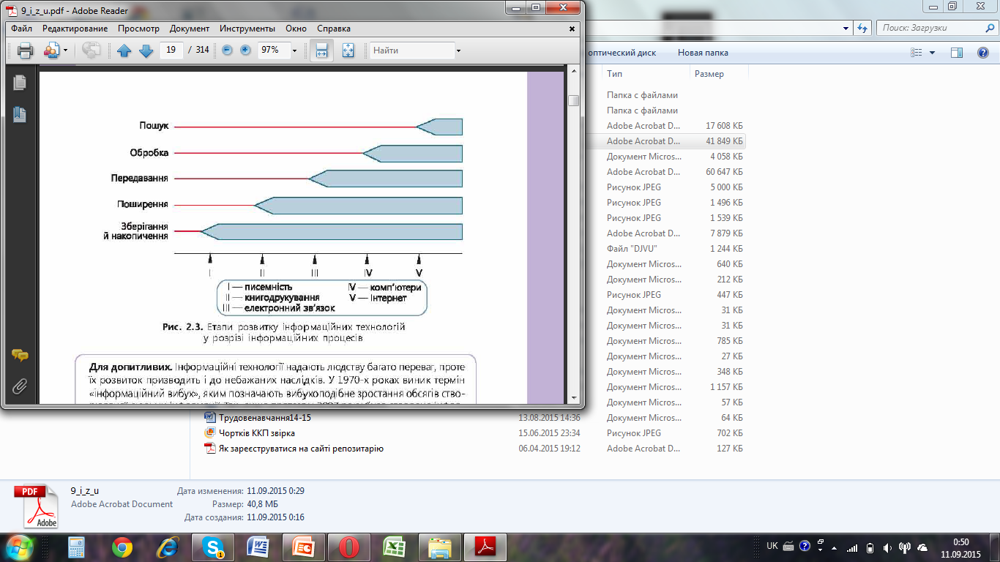 9_i_z_u.pdf - Adobe Reader
Файл Редактирование Просмотр Документ Инструменты Окно Справка
19 / 314 97% Найти
Пошук
Обробка
Передавання
Поширення
Зберігання
й накопичення
I II III IV V
I — писемність IV — комп’ютери
II — книгодрукування V — Інтернет
III — електронний зв’язок
Рис. 2.3. Етапи розвитку інформаційних технологій
у розрізі інформаційних процесів
Для допитливих. Інформаційні технології надають людству багато переваг, проте
їх розвиток призводить і до небажаних наслідків. У 1970-х роках виник термін
«інформаційний вибух», яким позначають вибухоподібне зростання обсягів ство-
Поиск: Загрузки
оптический диск Новая папка
Тип Размер
Папка с файлами
Папка с файлами
Adobe Acrobat D... 17 608 КБ
Adobe Acrobat D... 41 849 КБ
Документ Micros... 4 058 КБ
Adobe Acrobat D... 60 647 КБ
Рисунок JPEG 5 000 КБ
Рисунок JPEG 1 496 КБ
Рисунок JPEG 1 539 КБ
Adobe Acrobat D... 7 879 КБ
Файл "DJVU" 1 244 КБ
Документ Micros... 640 КБ
Документ Micros... 212 КБ
Рисунок JPEG 447 КБ
Документ Micros... 31 КБ
Документ Micros... 31 КБ
Документ Micros... 785 КБ
Документ Micros... 27 КБ
Документ Micros... 348 КБ
Документ Micros... 1 157 КБ
Документ Micros... 57 КБ
Трудовенавчання14-15 13.08.2015 14:36 Документ Micros... 64 КБ
Чортків ККП звірка 15.06.2015 23:34 Рисунок JPEG 702 КБ
Як зареєструватися на сайті репозитарію 06.04.2015 19:12 Adobe Acrobat D... 127 КБ
PDF
Adobe
9_i_z_u Дата изменения: 11.09.2015 0:29
Adobe Acrobat Document Размер: 40,8 МБ
Дата создания: 11.09.2015 0:16
UK 0:50
11.09.2015